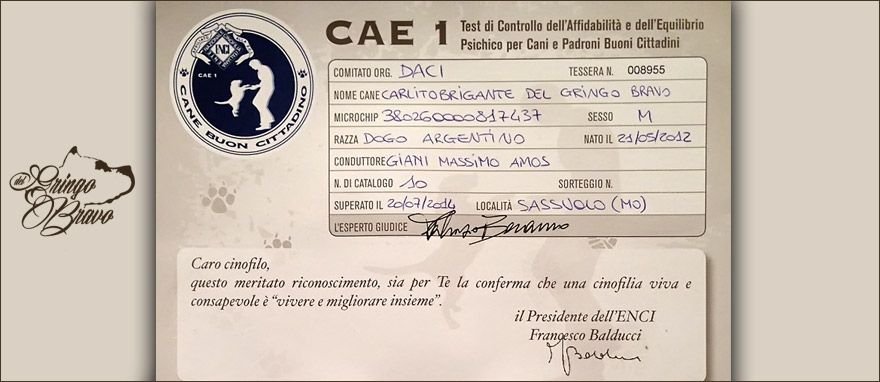 del Gringo
Bravo
ENCI
CAE 1
CANE BUON CITTADINO
CAE 1
Test di Controllo dell'Affidabilità e dell'Equilibrio
Psichico per Cani e Padroni Buoni Cittadini
COMITATO ORG. DACI TESSERA N. 008955
NOME CANE CARLITOBRIGANTE DEL GRINGO BRAVO
MICROCHIP 380260000817437 SESSO M
RAZZA DOGO ARGENTINO NATO IL 21/05/2012
CONDUTTORE GIANI MASSIMO AMOS
N. DI CATALOGO 10 SORTEGGIO N.
SUPERATO IL 20/07/2014 LOCALITÀ SASSUOLO (MO)
L'ESPERTO GIUDICE
Caro cinofilo,
questo meritato riconoscimento, sia per Te la conferma che una cinofilia viva e
consapevole è “vivere e migliorare insieme”.
il Presidente dell'ENCI
Francesco Balducci